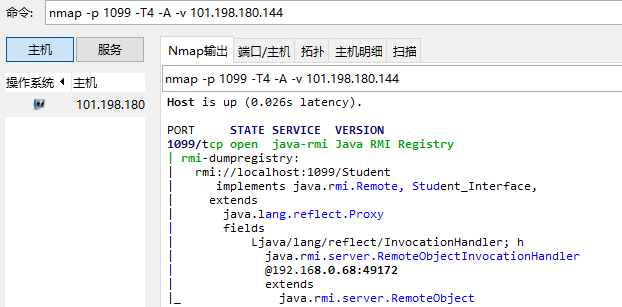 命令: nmap -p 1099 -T4 -A -v 101.198.180.144
主机 服务
Nmap输出 端口/主机 拓扑 主机明细 扫描
操作系统 主机
101.198.180
nmap -p 1099 -T4 -A -v 101.198.180.144
Host is up (0.026s latency).
PORT STATE SERVICE VERSION
1099/tcp open java-rmi Java RMI Registry
| rmi-dumpregistry:
| rmi://localhost:1099/Student
| implements java.rmi.Remote, Student_Interface,
| extends
| java.lang.reflect.Proxy
| fields
| Ljava/lang/reflect/InvocationHandler; h
| java.rmi.server.RemoteObjectInvocationHandler
| @192.168.0.68:49172
| extends
|_ java.rmi.server.RemoteObject